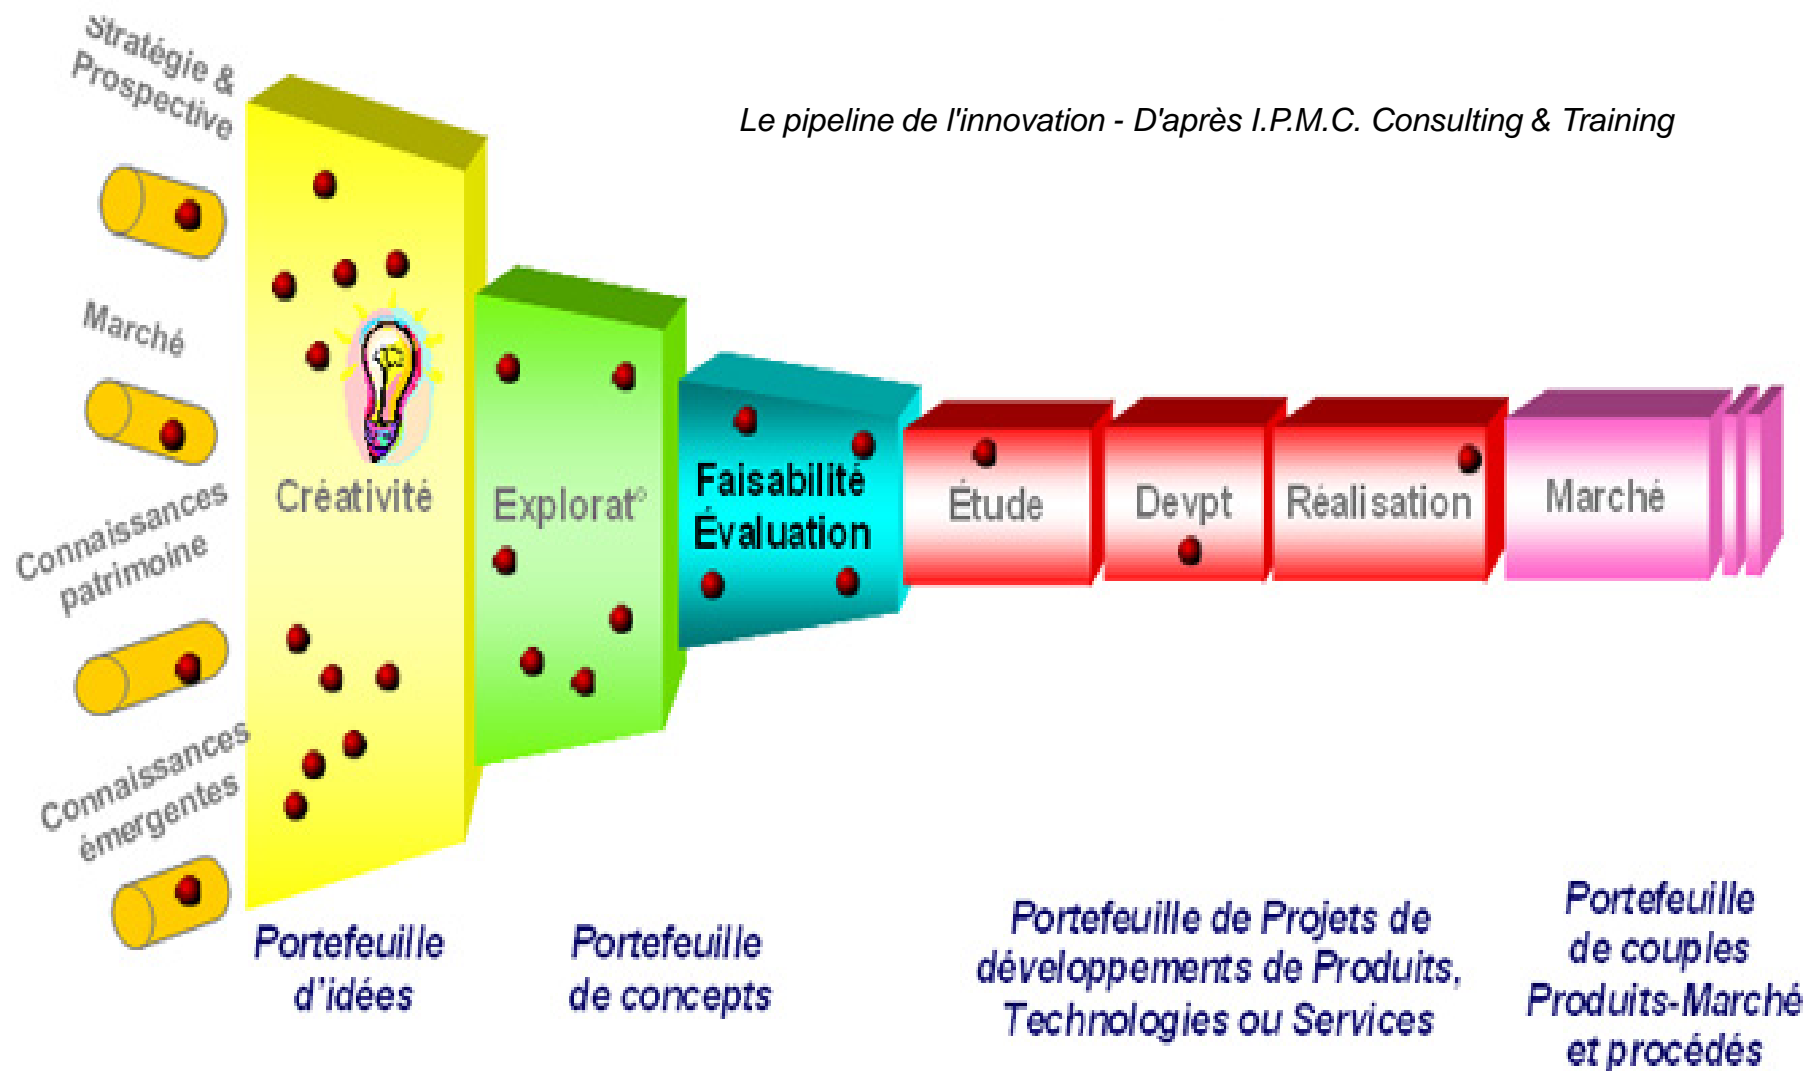 Stratégie &
Prospective
Le pipeline de l'innovation - D'après I.P.M.C. Consulting & Training
Marché
Connaissances
patrimoine
Connaissances
émergentes
Créativité
Explorat°
Faisabilité
Évaluation
Étude
Devpt
Réalisation
Marché
Portefeuille
d'idées
Portefeuille
de concepts
Portefeuille de Projets de
développements de Produits,
Technologies ou Services
Portefeuille
de couples
Produits-Marché
et procédés